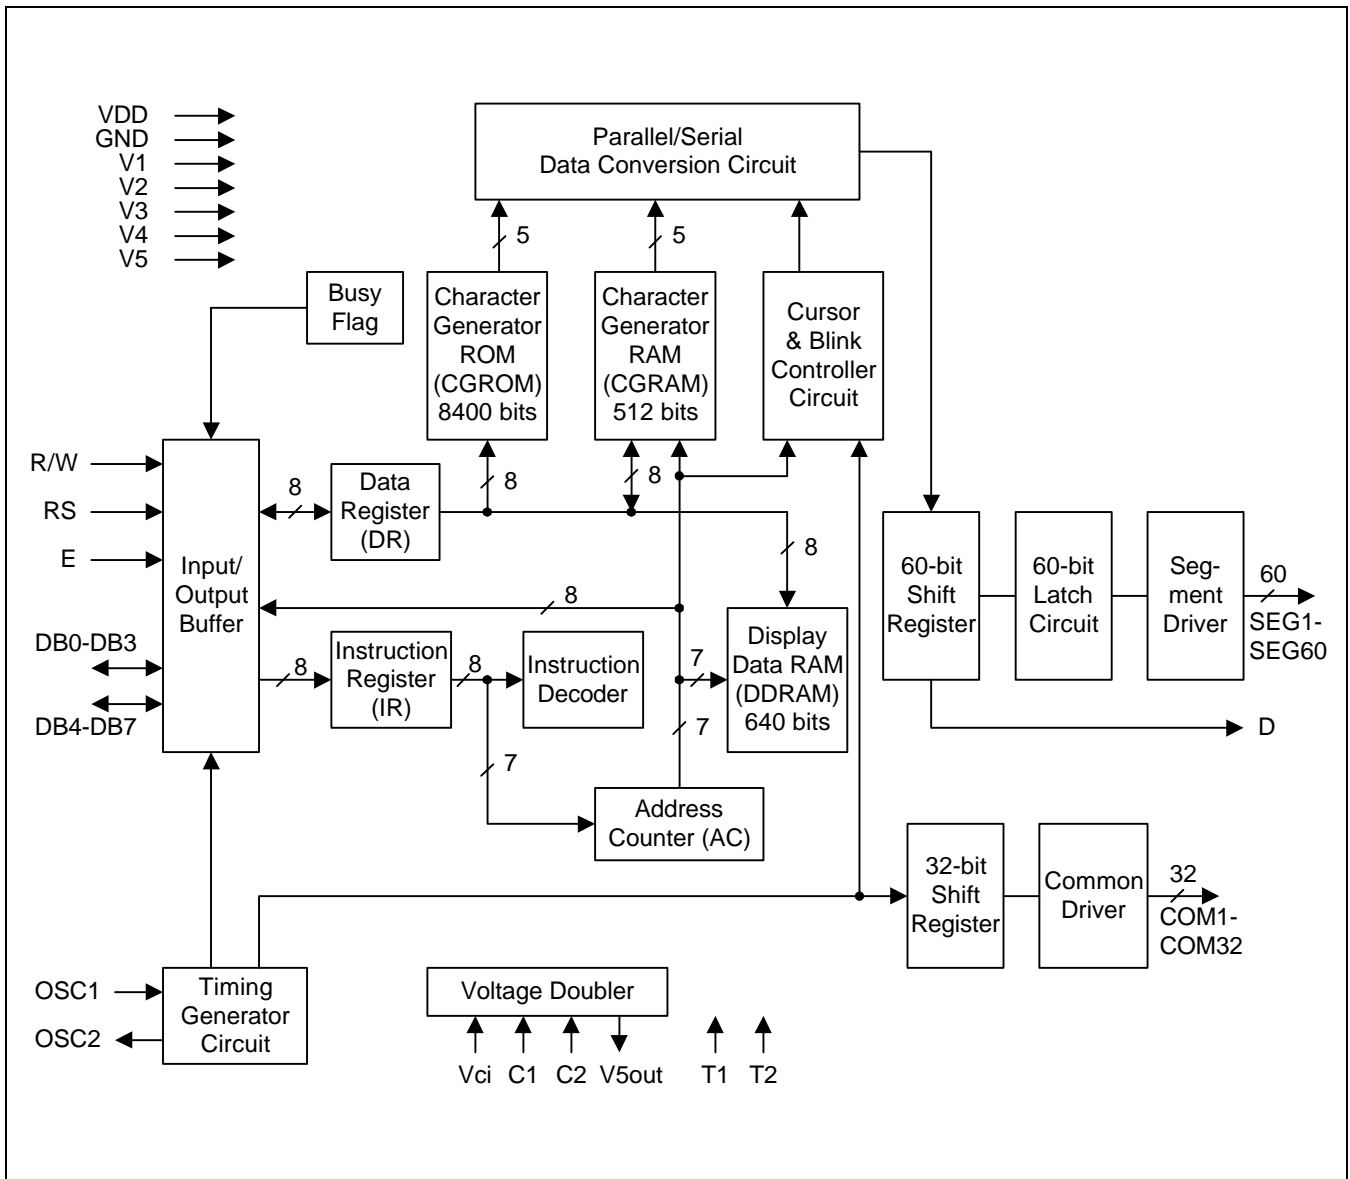 VDD
GND
V1
V2
V3
V4
V5
Parallel/Serial
Data Conversion Circuit
5
5
Busy
Flag
Character
Generator
ROM
(CGROM)
8400 bits
Character
Generator
RAM
(CGRAM)
512 bits
Cursor
& Blink
Controller
Circuit
R/W
RS
E
DB0-DB3
DB4-DB7
Input/
Output
Buffer
8
Data
Register
(DR)
8
8
8
8
8
Instruction
Register
(IR)
8
Instruction
Decoder
7
7
7
Display
Data RAM
(DDRAM)
640 bits
Address
Counter (AC)
60-bit
Shift
Register
60-bit
Latch
Circuit
Seg-
ment
Driver
60
SEG1-
SEG60
D
32-bit
Shift
Register
Common
Driver
32
COM1-
COM32
OSC1
OSC2
Timing
Generator
Circuit
Voltage Doubler
Vci
C1
C2
V5out
T1
T2